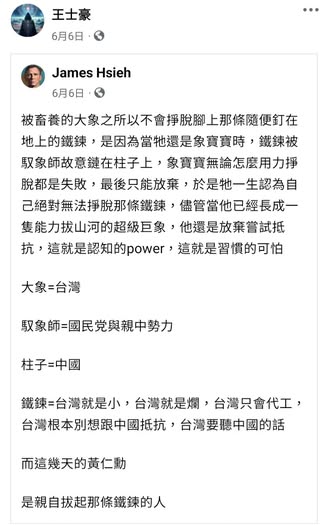 王士豪
6月6日
James Hsieh
6月6日
被畜養的大象之所以不會掙脫腳上那條隨便釘在
地上的鐵鍊，是因為當牠還是象寶寶時，鐵鍊被
馭象師故意鏈在柱子上，象寶寶無論怎麼用力掙
脫都是失敗，最後只能放棄，於是牠一生認為自
己絕對無法掙脫那條鐵鍊，儘管當他已經長成一
隻能力拔山河的超級巨象，他還是放棄嘗試抵
抗，這就是認知的power，這就是習慣的可怕
大象=台灣
馭象師=國民党與親中勢力
柱子=中國
鐵鍊=台灣就是小，台灣就是爛，台灣只會代工，
台灣根本別想跟中國抵抗，台灣要聽中國的話
而這幾天的黃仁勳
是親自拔起那條鐵鍊的人